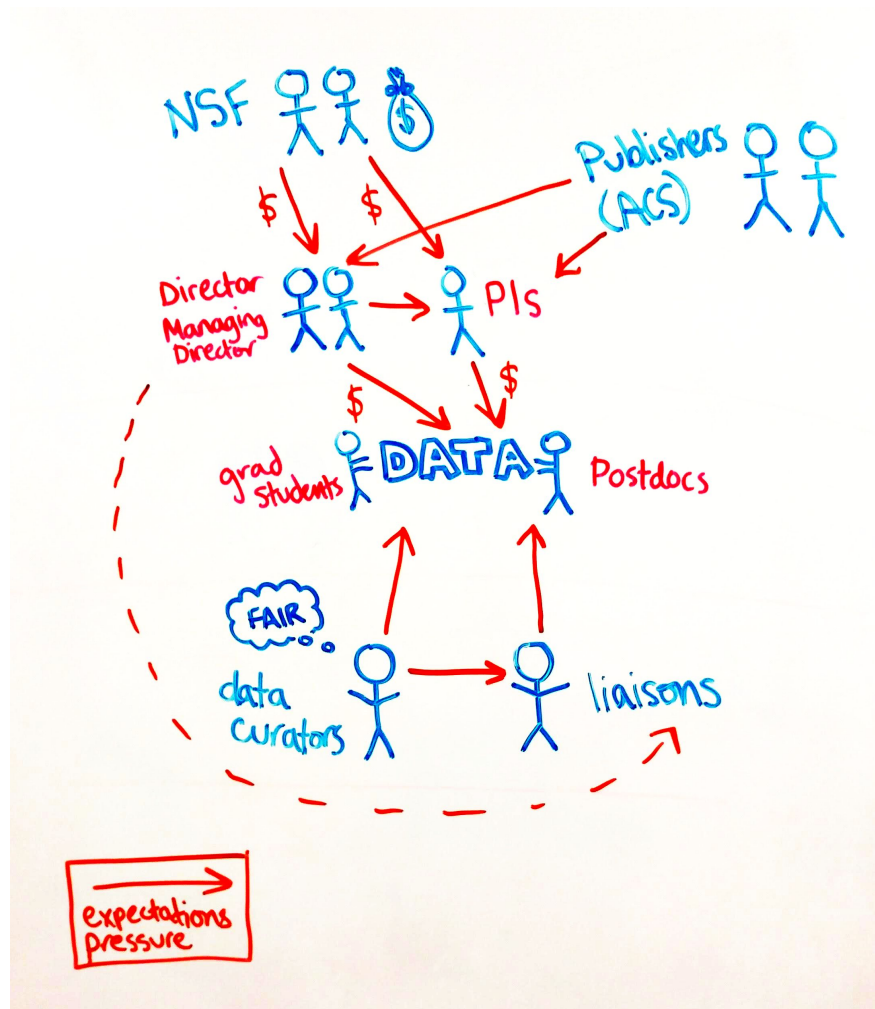 NSF
$
Publishers
(ACS)
$
$
Director
Managing
Director
PIs
$
$
grad
students
DATA
Postdocs
FAIR
data
curators
liaisons
expectations
pressure